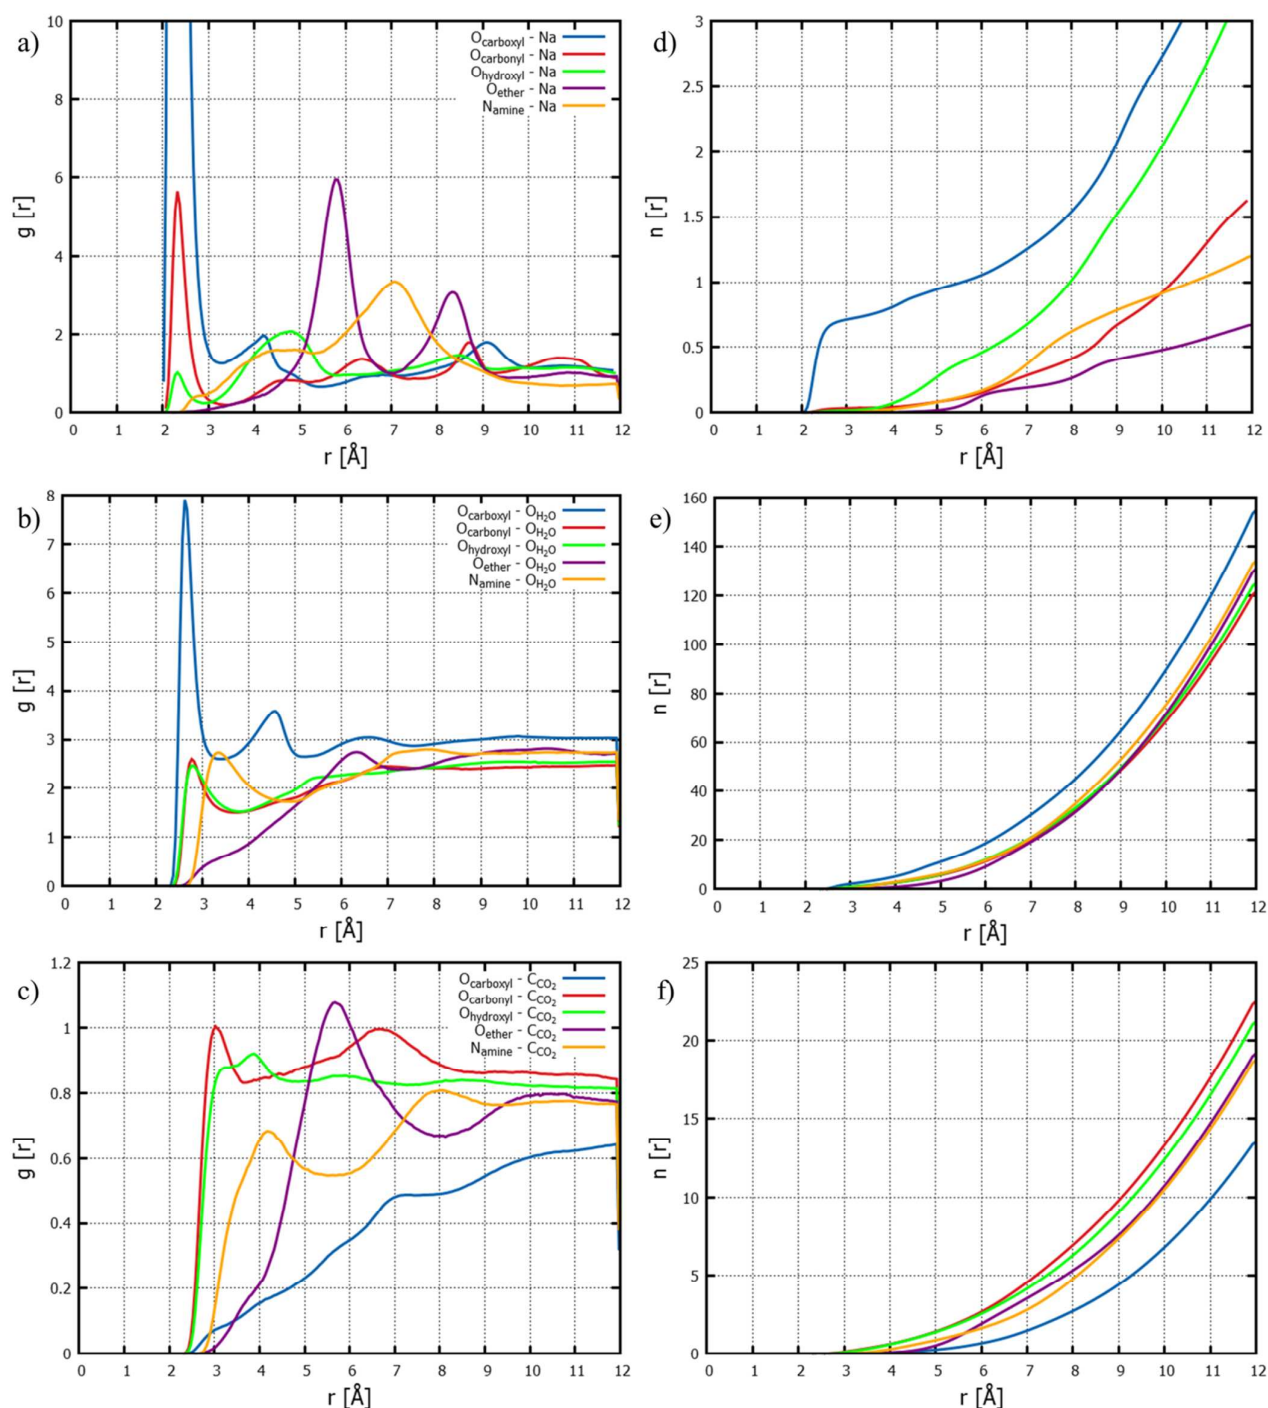 a)
10
8
6
4
2
0
g [r]
O_carboxyl - Na
O_carbonyl - Na
O_hydroxyl - Na
O_ether - Na
N_amine - Na
0 1 2 3 4 5 6 7 8 9 10 11 12
r [Å]
d)
3
2.5
2
1.5
1
0.5
0
n [r]
0 1 2 3 4 5 6 7 8 9 10 11 12
r [Å]
b)
8
7
6
5
4
3
2
1
0
g [r]
O_carboxyl - O_H₂O
O_carbonyl - O_H₂O
O_hydroxyl - O_H₂O
O_ether - O_H₂O
N_amine - O_H₂O
0 1 2 3 4 5 6 7 8 9 10 11 12
r [Å]
e)
160
140
120
100
80
60
40
20
0
n [r]
0 1 2 3 4 5 6 7 8 9 10 11 12
r [Å]
c)
1.2
1
0.8
0.6
0.4
0.2
0
g [r]
O_carboxyl - C_CO₂
O_carbonyl - C_CO₂
O_hydroxyl - C_CO₂
O_ether - C_CO₂
N_amine - C_CO₂
0 1 2 3 4 5 6 7 8 9 10 11 12
r [Å]
f)
25
20
15
10
5
0
n [r]
0 1 2 3 4 5 6 7 8 9 10 11 12
r [Å]